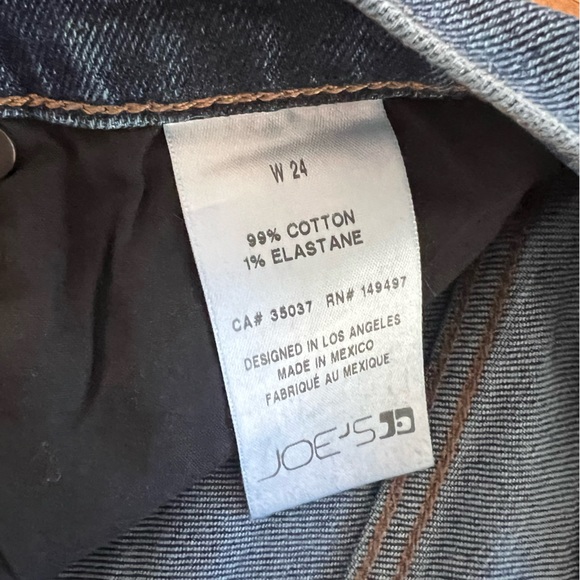 W 24
99% COTTON
1% ELASTANE
CA# 35037 RN# 149497
DESIGNED IN LOS ANGELES
MADE IN MEXICO
FABRIQUÉ AU MEXIQUE
JOE'S JD